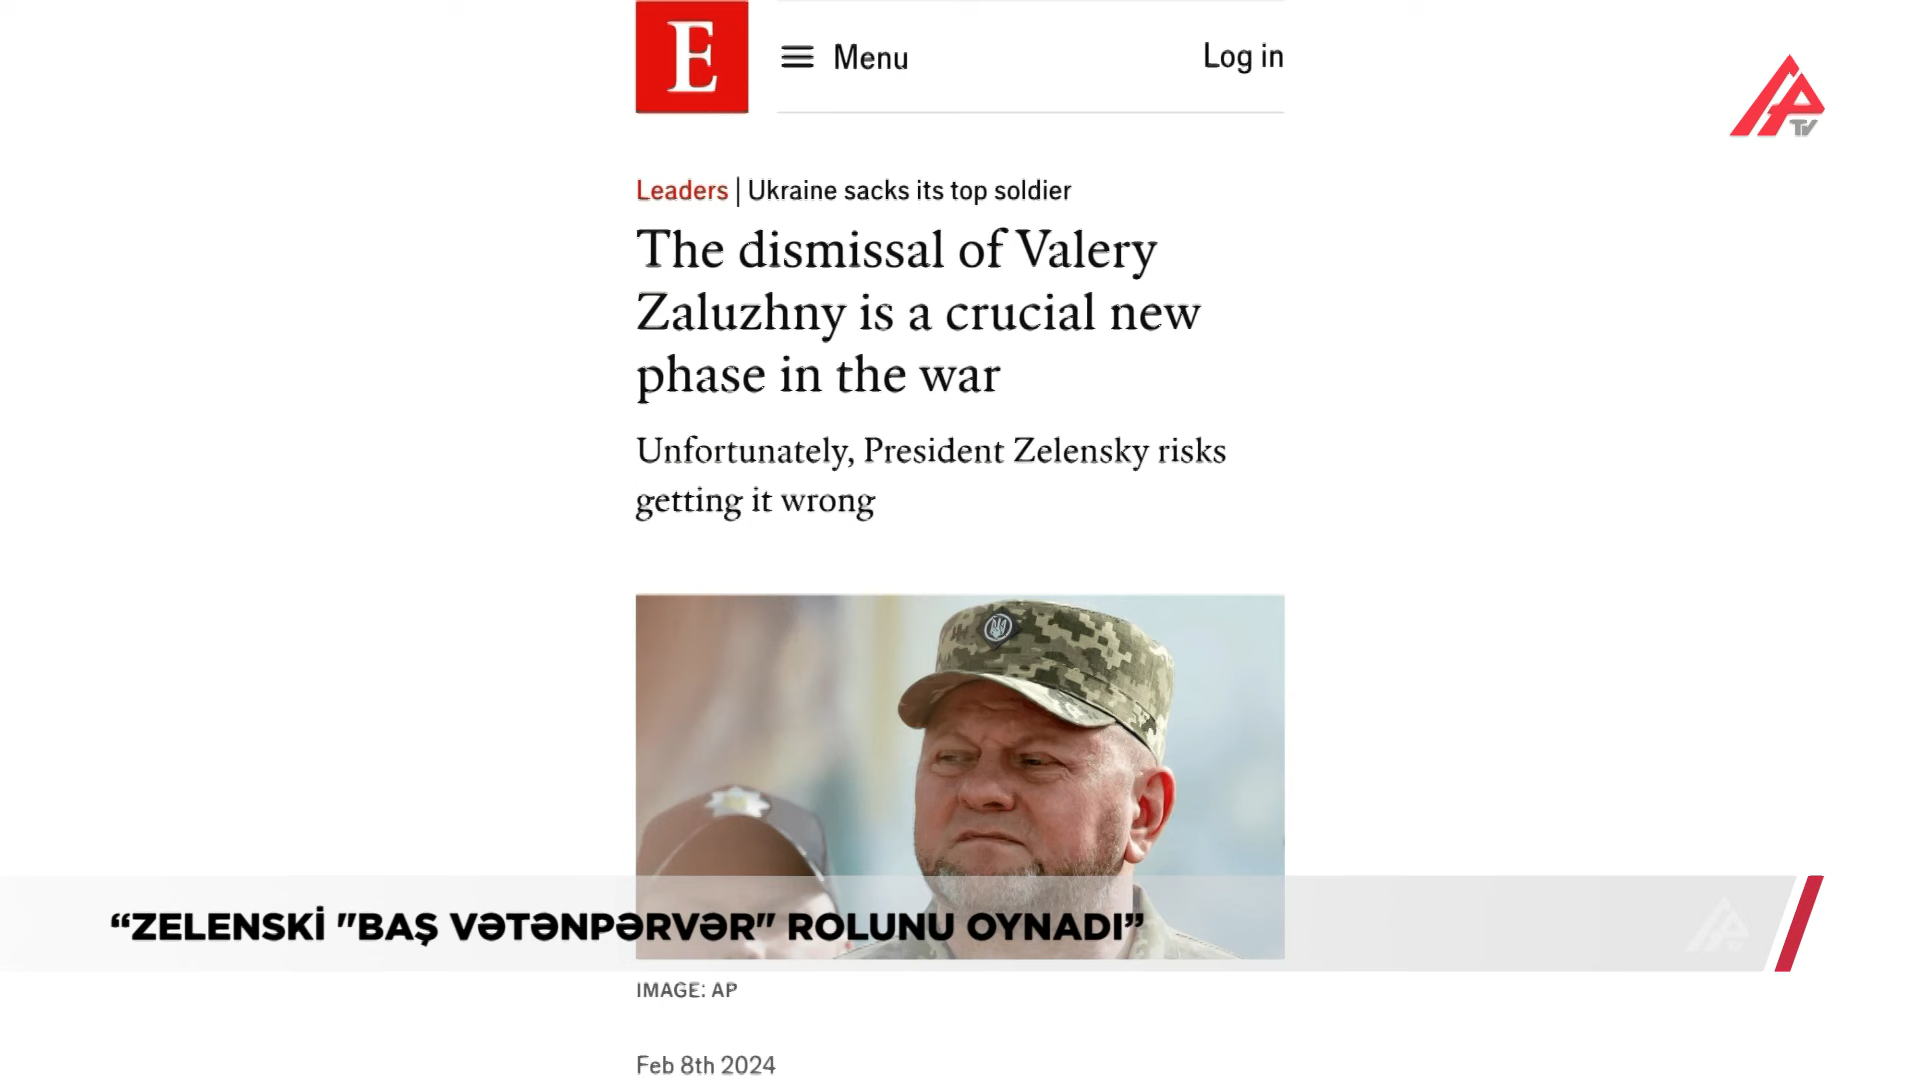 E
Menu
Log in
AP TV
Leaders | Ukraine sacks its top soldier
The dismissal of Valery
Zaluzhny is a crucial new
phase in the war
Unfortunately, President Zelensky risks
getting it wrong
“ZELENSKİ "BAŞ VƏTƏNPƏRVƏR" ROLUNU OYNADI”
IMAGE: AP
Feb 8th 2024